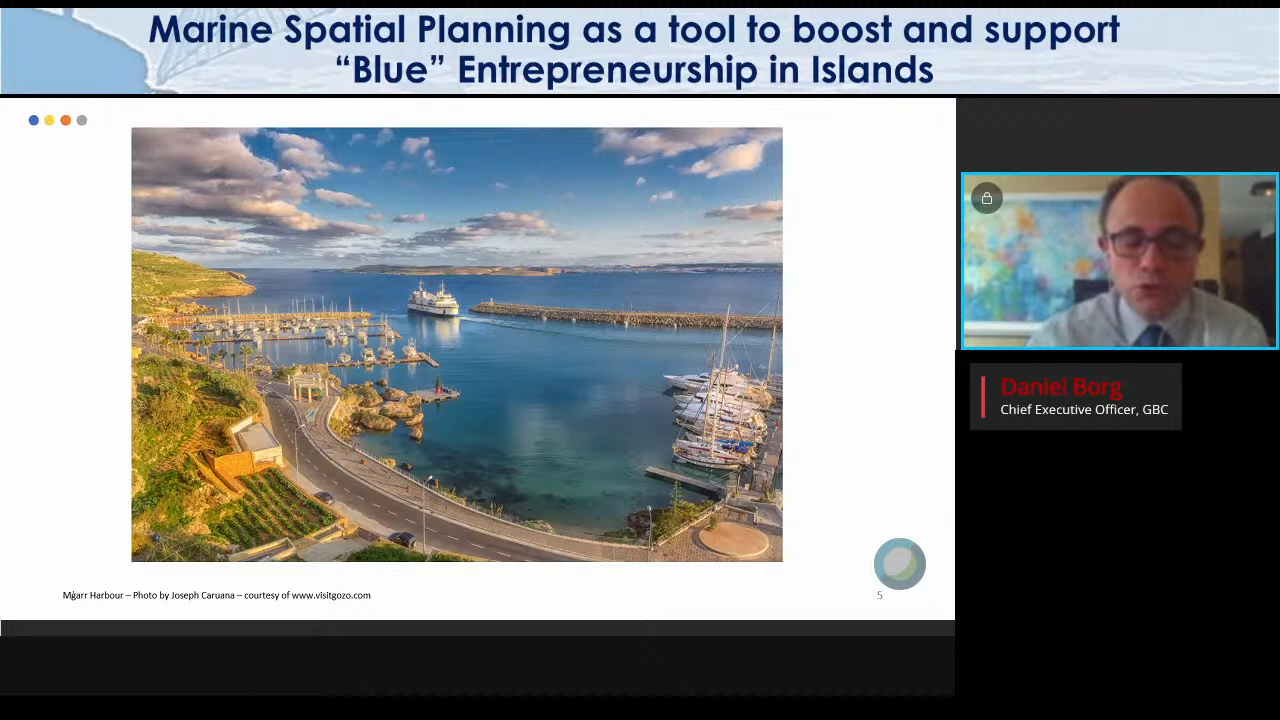 Marine Spatial Planning as a tool to boost and support
“Blue” Entrepreneurship in Islands
Daniel Borg
Chief Executive Officer, GBC
Mġarr Harbour – Photo by Joseph Caruana – courtesy of www.visitgozo.com
5